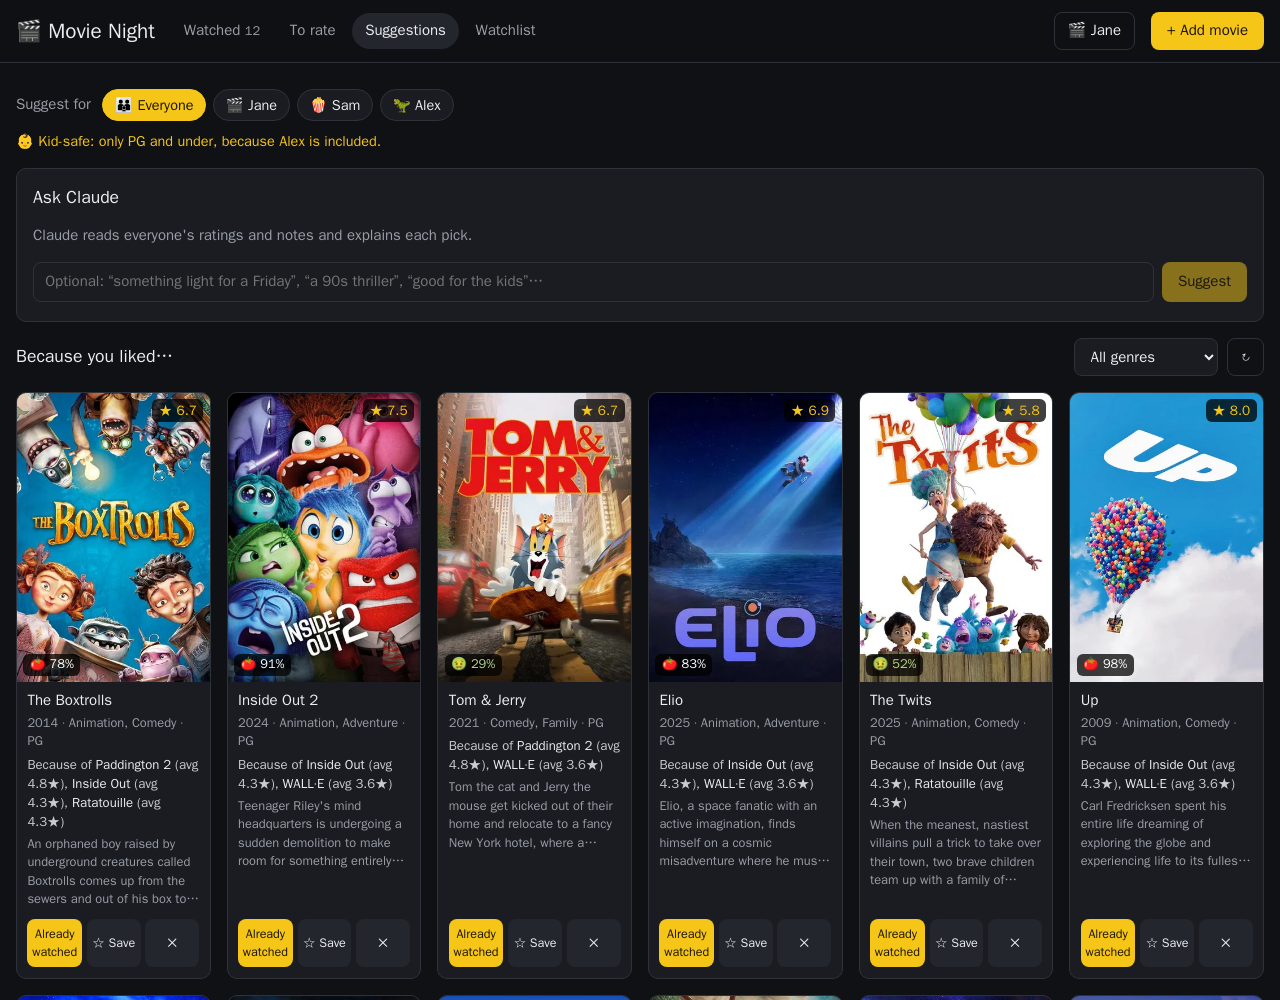 🎬 Movie Night
Watched 12
To rate
Suggestions
Watchlist
🎬 Jane
+ Add movie
Suggest for
👪 Everyone
🎬 Jane
🍿 Sam
🦖 Alex
👶 Kid-safe: only PG and under, because Alex is included.
Ask Claude
Claude reads everyone's ratings and notes and explains each pick.
Optional: “something light for a Friday”, “a 90s thriller”, “good for the kids”…
Suggest
Because you liked…
All genres
↻
★ 6.7
THE BOXTROLLS
🍅 78%
The Boxtrolls
2014 · Animation, Comedy ·
PG
Because of Paddington 2 (avg
4.8★), Inside Out (avg
4.3★), Ratatouille (avg
4.3★)
An orphaned boy raised by
underground creatures called
Boxtrolls comes up from the
sewers and out of his box to…
Already
watched
☆ Save
×
★ 7.5
INSIDE
OUT 2
🍅 91%
Inside Out 2
2024 · Animation, Adventure ·
PG
Because of Inside Out (avg
4.3★), WALL·E (avg 3.6★)
Teenager Riley's mind
headquarters is undergoing a
sudden demolition to make
room for something entirely…
Already
watched
☆ Save
×
★ 6.7
TOM&
JERRY
🤢 29%
Tom & Jerry
2021 · Comedy, Family · PG
Because of Paddington 2 (avg
4.8★), WALL·E (avg 3.6★)
Tom the cat and Jerry the
mouse get kicked out of their
home and relocate to a fancy
New York hotel, where a…
Already
watched
☆ Save
×
★ 6.9
ELIO
🍅 83%
Elio
2025 · Animation, Adventure ·
PG
Because of Inside Out (avg
4.3★), WALL·E (avg 3.6★)
Elio, a space fanatic with an
active imagination, finds
himself on a cosmic
misadventure where he mus…
Already
watched
☆ Save
×
★ 5.8
The
Twits
🤢 52%
The Twits
2025 · Animation, Comedy ·
PG
Because of Inside Out (avg
4.3★), Ratatouille (avg
4.3★)
When the meanest, nastiest
villains pull a trick to take over
their town, two brave children
team up with a family of…
Already
watched
☆ Save
×
★ 8.0
UP
🍅 98%
Up
2009 · Animation, Comedy ·
PG
Because of Inside Out (avg
4.3★), WALL·E (avg 3.6★)
Carl Fredricksen spent his
entire life dreaming of
exploring the globe and
experiencing life to its fulles…
Already
watched
☆ Save
×